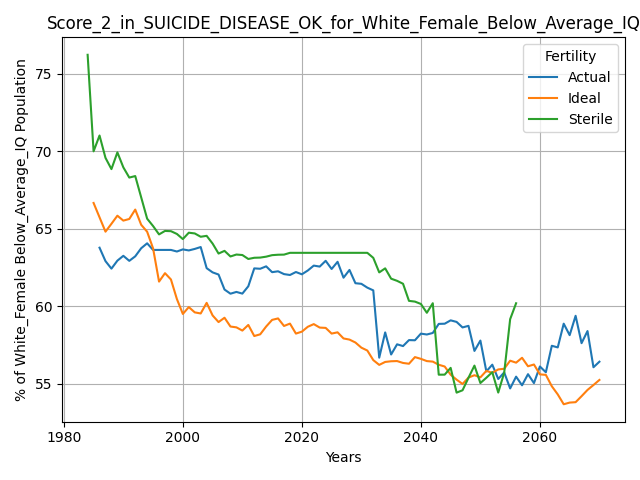 Score_2_in_SUICIDE_DISEASE_OK_for_White_Female_Below_Average_IQ
% of White_Female Below_Average_IQ Population
75
70
65
60
55
Fertility
Actual
Ideal
Sterile
1980
2000
2020
2040
2060
Years